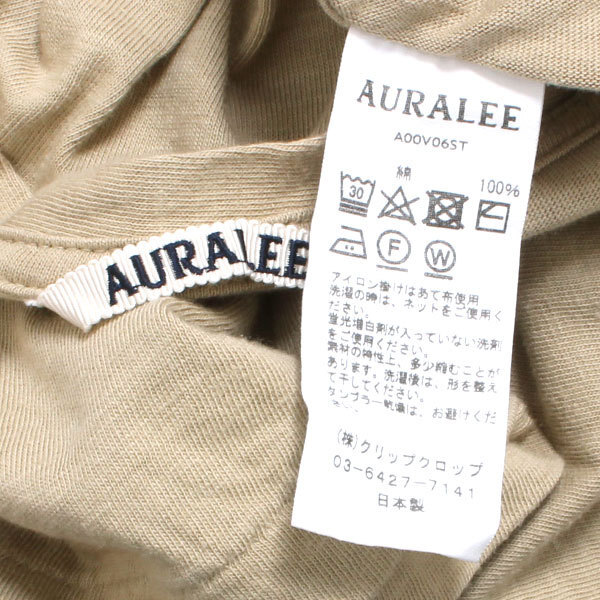 AURALEE
A00V06ST
綿 100%
30
F W
アイロン掛けはあて布使用
洗濯の時は、ネットをご使用く
ださい。
蛍光増白剤が入っていない洗剤
をご使用ください。
素材の特性上、多少縮むことが
あります。洗濯後は、形を整え
て干してください。
タンブラー乾燥は、お避けくだ
さい。
(株)クリップクロップ
03-6427-7141
日本製
AURALEE